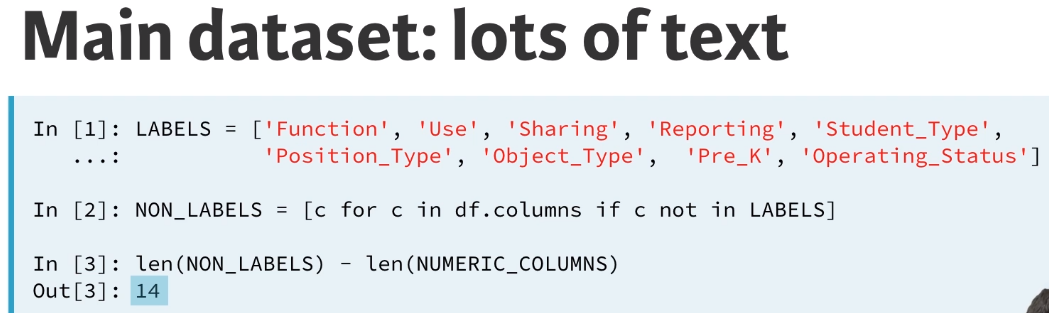 Main dataset: lots of text
In [1]: LABELS = ['Function', 'Use', 'Sharing', 'Reporting', 'Student_Type',
...: 'Position_Type', 'Object_Type', 'Pre_K', 'Operating_Status']
In [2]: NON_LABELS = [c for c in df.columns if c not in LABELS]
In [3]: len(NON_LABELS) - len(NUMERIC_COLUMNS)
Out[3]: 14